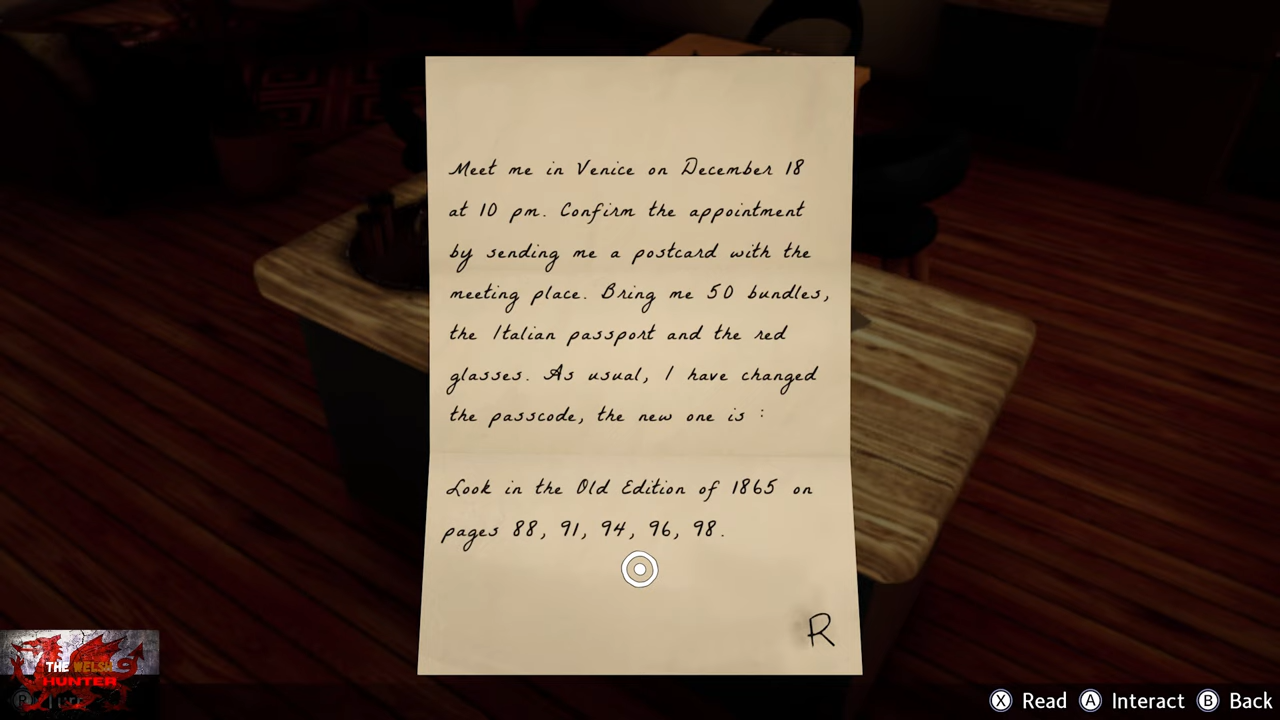 Meet me in Venice on December 18
at 10 pm. Confirm the appointment
by sending me a postcard with the
meeting place. Bring me 50 bundles,
the Italian passport and the red
glasses. As usual, I have changed
the passcode, the new one is :
Look in the Old Edition of 1865 on
pages 88, 91, 94, 96, 98.
R
THE WELSH
HUNTER
X Read A Interact B Back